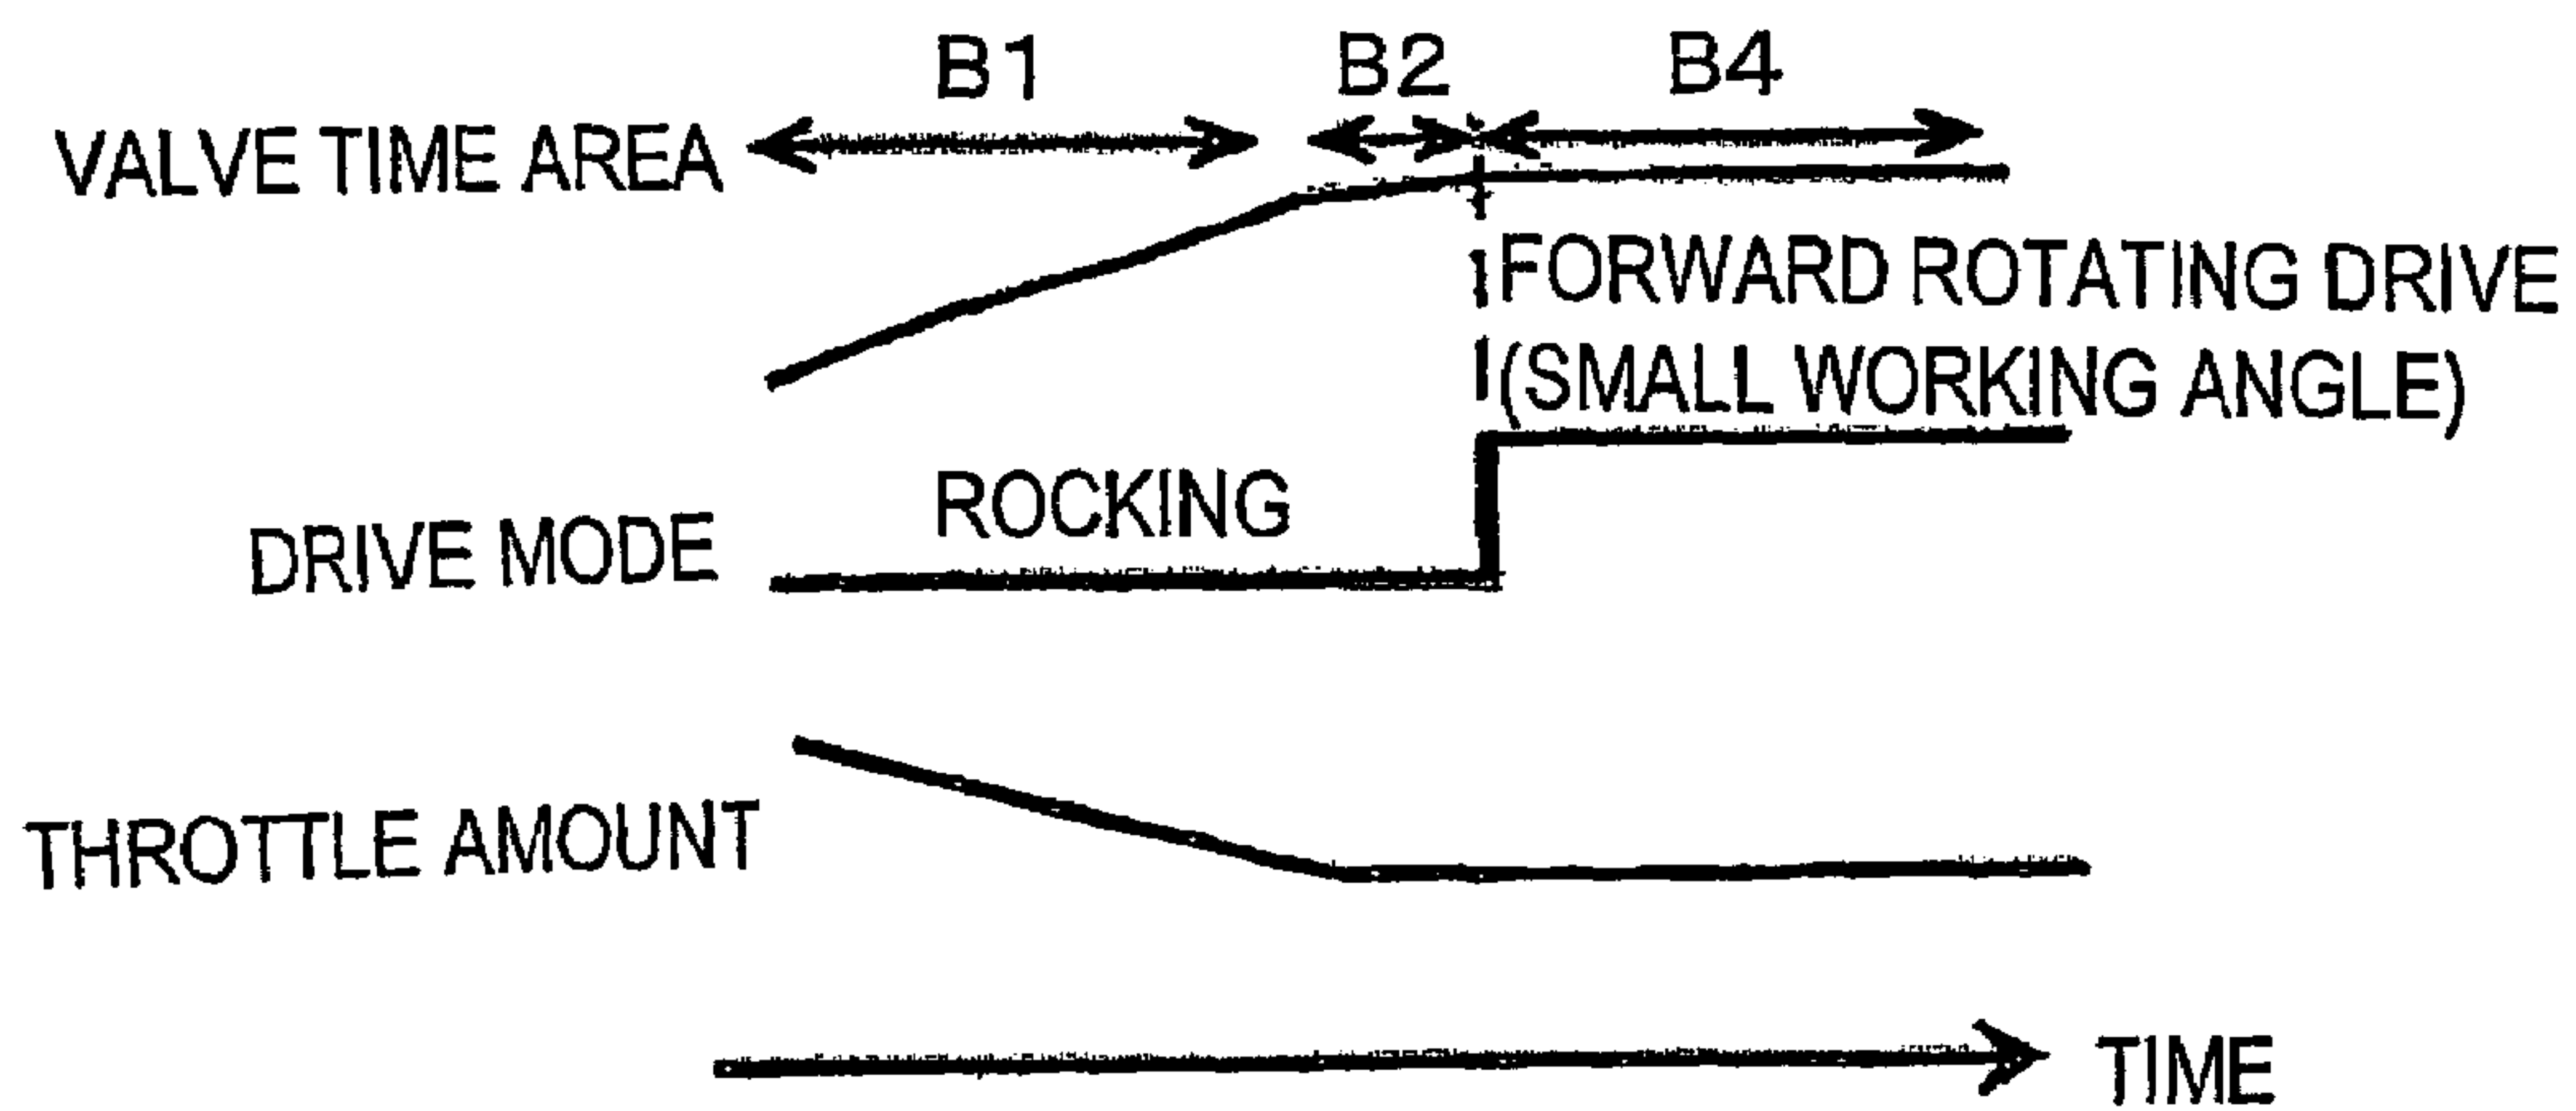 B1 B2 B4
VALVE TIME AREA
FORWARD ROTATING DRIVE
(SMALL WORKING ANGLE)
ROCKING
DRIVE MODE
THROTTLE AMOUNT
TIME